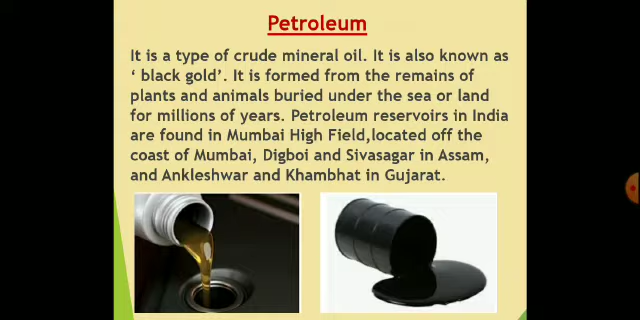 Petroleum
It is a type of crude mineral oil. It is also known as
‘ black gold’. It is formed from the remains of
plants and animals buried under the sea or land
for millions of years. Petroleum reservoirs in India
are found in Mumbai High Field,located off the
coast of Mumbai, Digboi and Sivasagar in Assam,
and Ankleshwar and Khambhat in Gujarat.